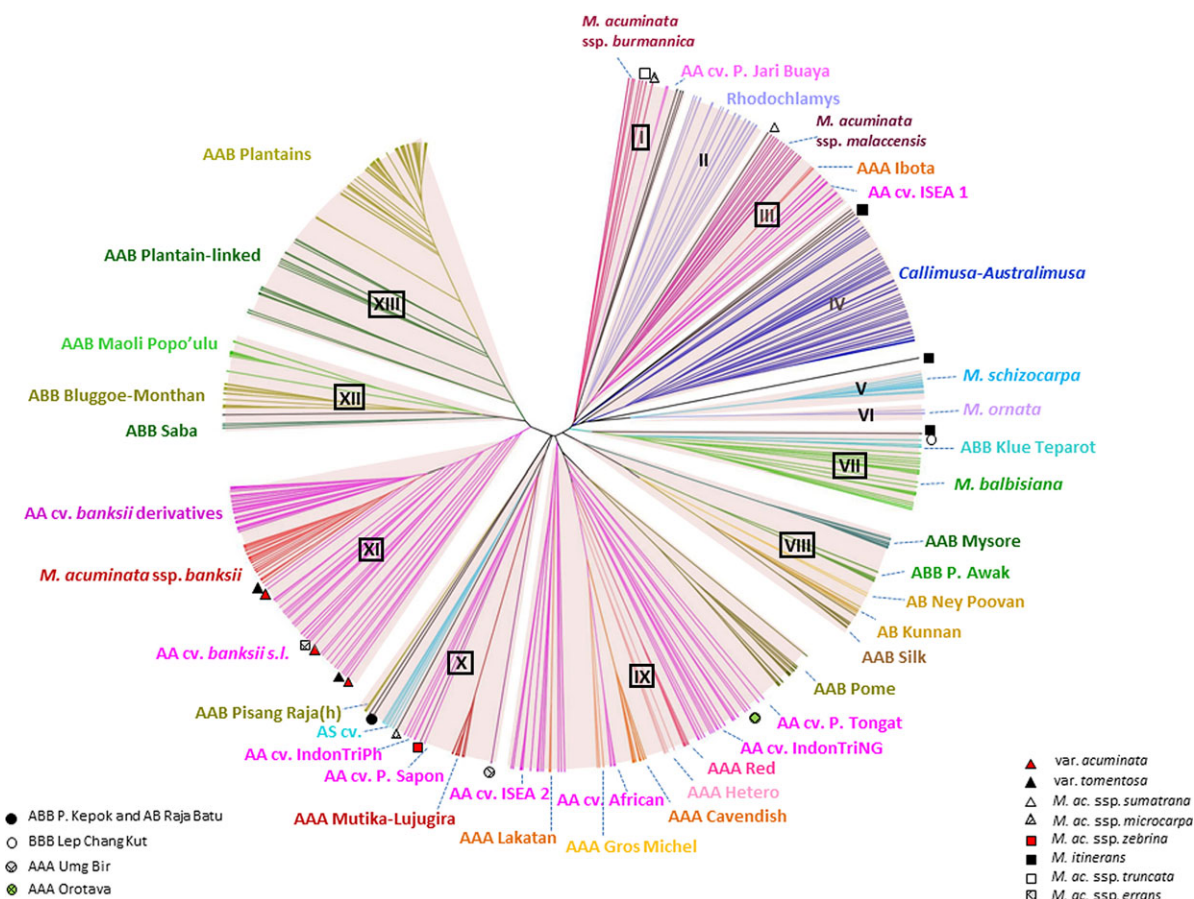 M. acuminata
ssp. burmannica
AA cv. P. Jari Buaya
Rhodochlamys
M. acuminata
ssp. malaccensis
AAA Ibota
AA cv. ISEA 1
Callimusa-Australimusa
M. schizocarpa
M. ornata
ABB Klue Teparot
M. balbisiana
AAB Mysore
ABB P. Awak
AB Ney Poovan
AB Kunnan
AAB Silk
AAB Pome
AA cv. P. Tongat
AA cv. IndonTriNG
AAA Red
AAA Hetero
AAA Cavendish
AA cv. African
AAA Gros Michel
AAA Lakatan
AA cv. ISEA 2
AAA Mutika-Lujugira
AA cv. P. Sapon
AA cv. IndonTriPh
AS cv.
AAB Pisang Raja(h)
AA cv. banksii s.l.
M. acuminata ssp. banksii
AA cv. banksii derivatives
ABB Saba
ABB Bluggoe-Monthan
AAB Maoli Popo'ulu
AAB Plantain-linked
AAB Plantains
I
II
III
IV
V
VI
VII
VIII
IX
X
XI
XII
XIII
ABB P. Kepok and AB Raja Batu
BBB Lep Chang Kut
AAA Umg Bir
AAA Orotava
var. acuminata
var. tomentosa
M. ac. ssp. sumatrana
M. ac. ssp. microcarpa
M. ac. ssp. zebrina
M. itinerans
M. ac. ssp. truncata
M. ac. ssp. errans